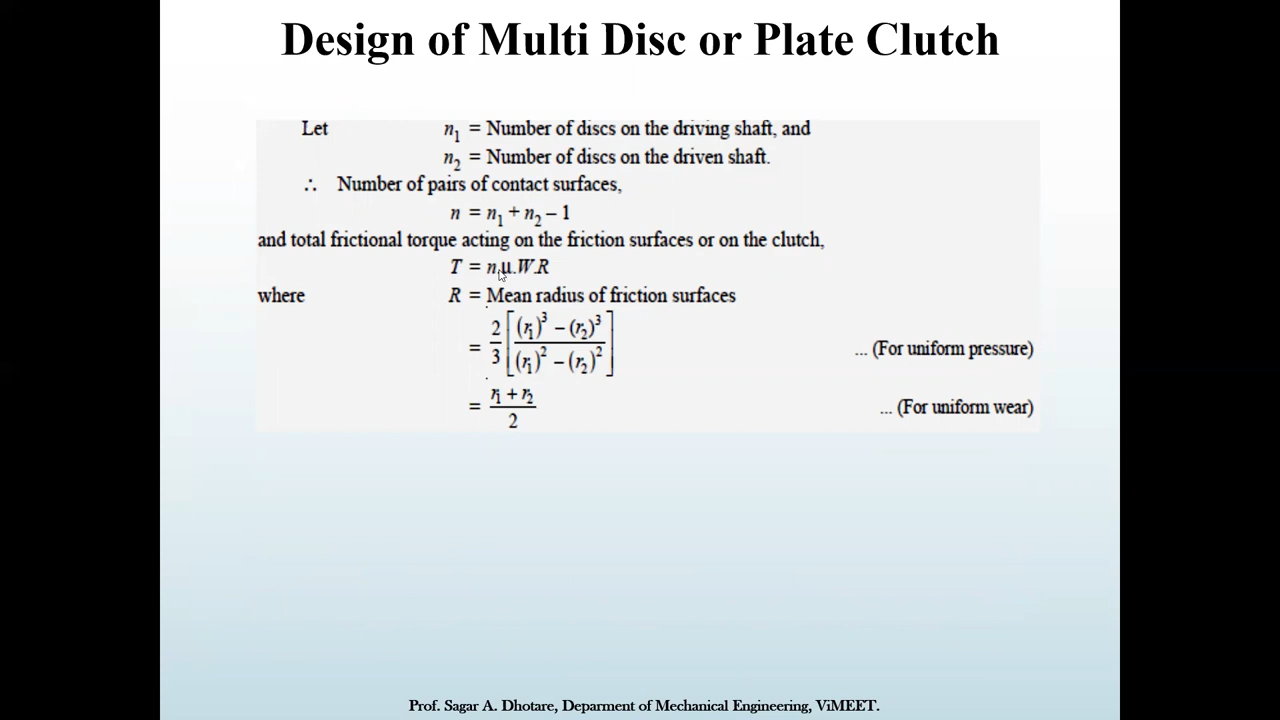 Design of Multi Disc or Plate Clutch
Let n₁ = Number of discs on the driving shaft, and
n₂ = Number of discs on the driven shaft.
∴ Number of pairs of contact surfaces,
n = n₁ + n₂ – 1
and total frictional torque acting on the friction surfaces or on the clutch,
T = n.μ.W.R
where R = Mean radius of friction surfaces
= 2/3 [((r₁)³ – (r₂)³) / ((r₁)² – (r₂)²)] ... (For uniform pressure)
= (r₁ + r₂) / 2 ... (For uniform wear)
Prof. Sagar A. Dhotare, Deparment of Mechanical Engineering, ViMEET.